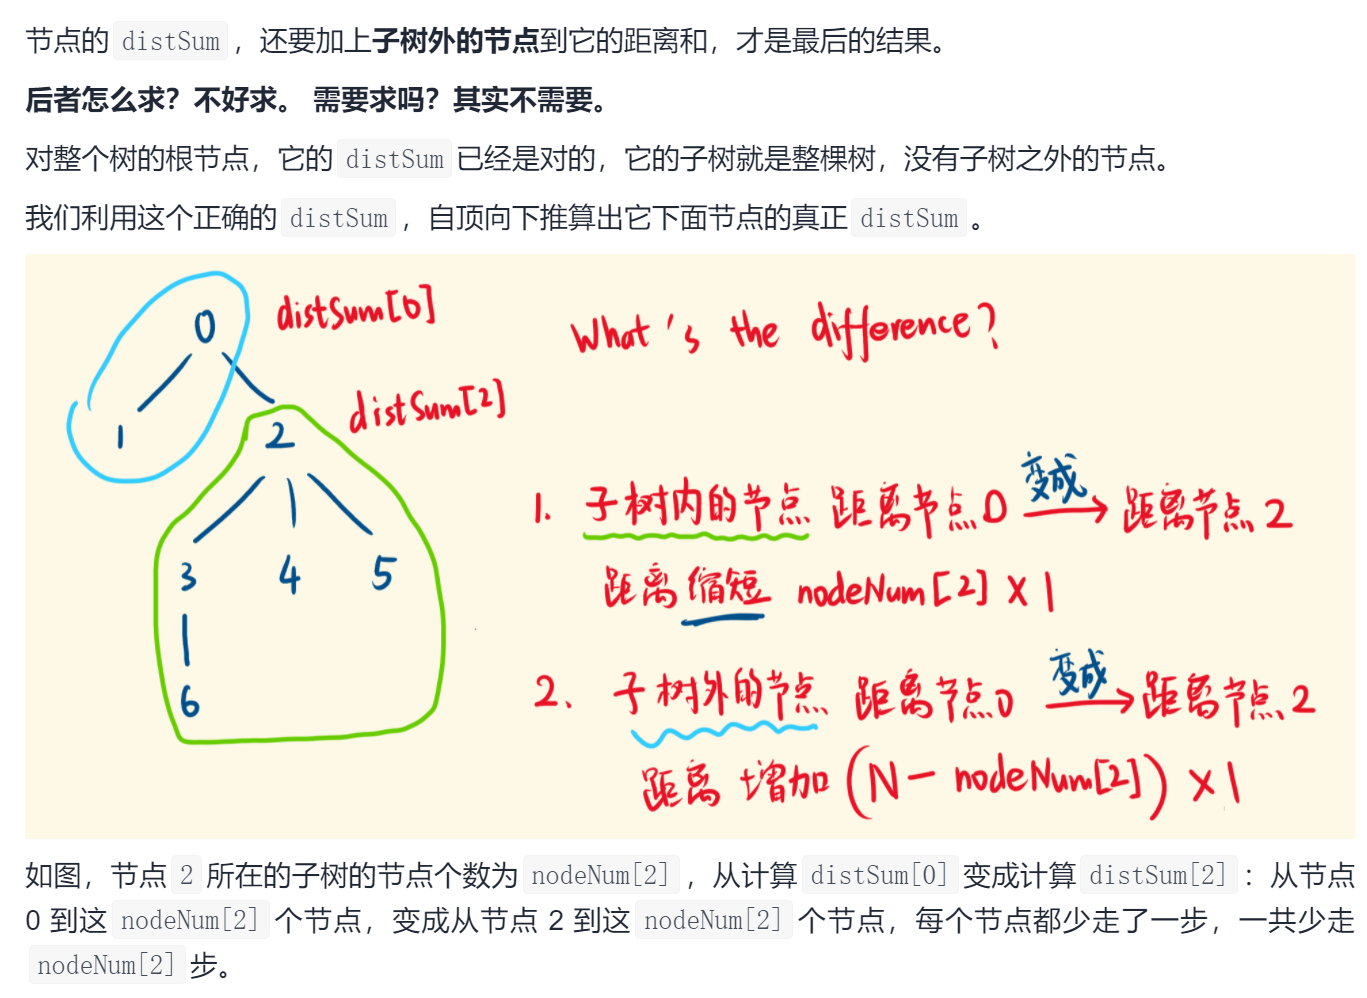 节点的 distSum ，还要加上子树外的节点到它的距离和，才是最后的结果。
后者怎么求？不好求。 需要求吗？其实不需要。
对整个树的根节点，它的 distSum 已经是对的，它的子树就是整棵树，没有子树之外的节点。
我们利用这个正确的 distSum ，自顶向下推算出它下面节点的真正 distSum 。
0 distSum[0]
What's the difference?
1 2 distSum[2]
3 4 5
6
1. 子树内的节点 距离节点0 变成 距离节点2
距离缩短 nodeNum[2] × 1
2、 子树外的节点 距离节点0 变成 距离节点2
距离 增加 (N - nodeNum[2]) × 1
如图，节点 2 所在的子树的节点个数为 nodeNum[2] ，从计算 distSum[0] 变成计算 distSum[2] ：从节点
0 到这 nodeNum[2] 个节点，变成从节点 2 到这 nodeNum[2] 个节点，每个节点都少走了一步，一共少走
nodeNum[2] 步。